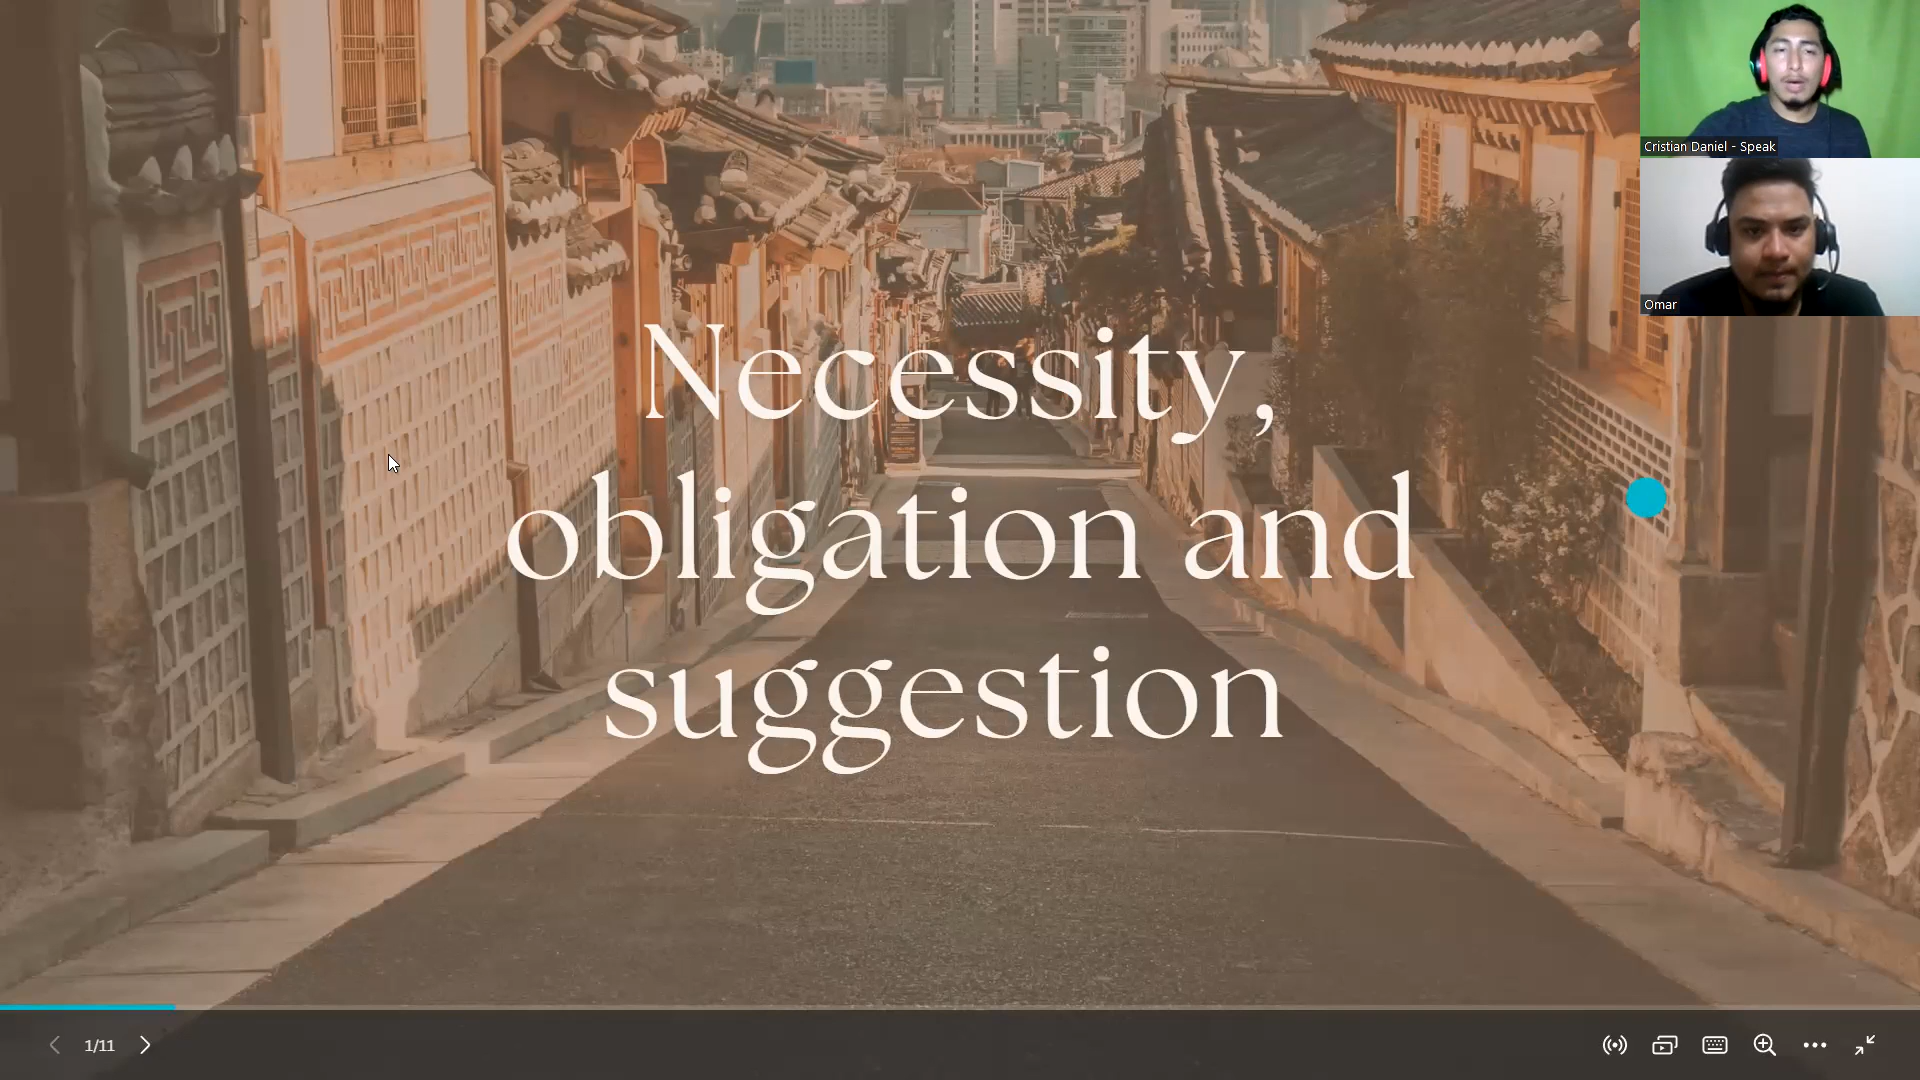 Cristian Daniel - Speak
Omar
Necessity,
obligation and
suggestion
1/11